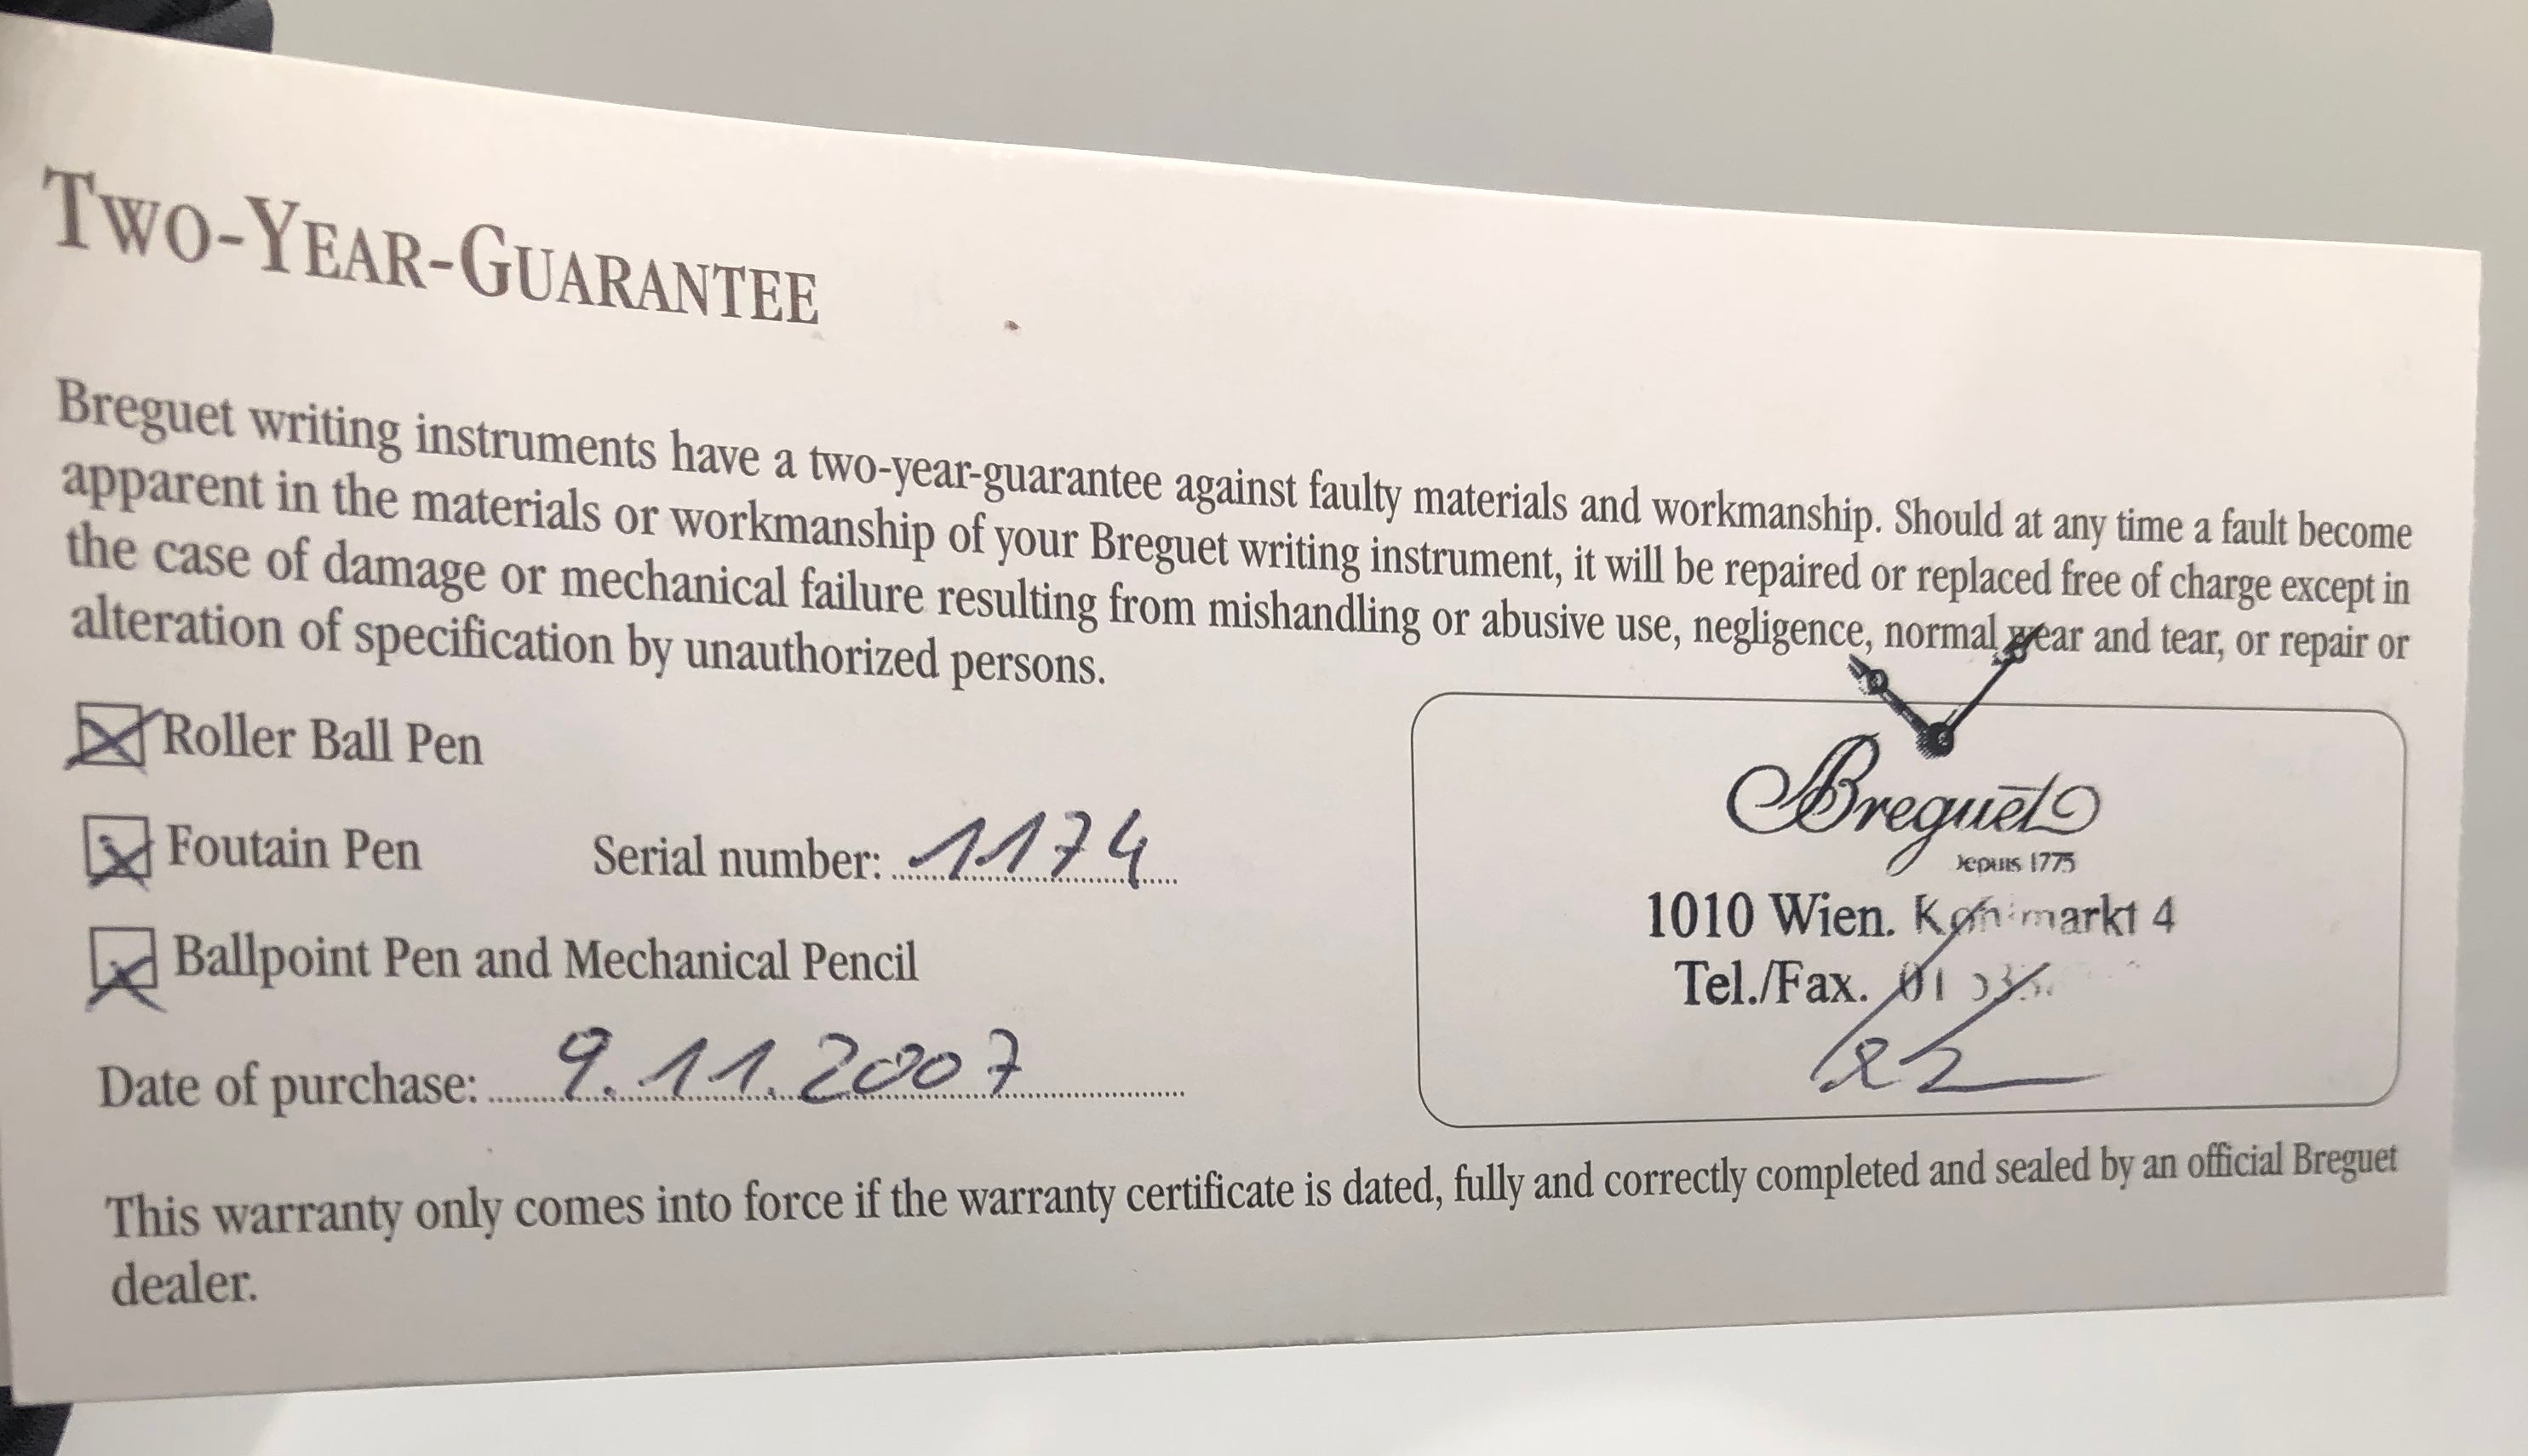 TWO-YEAR-GUARANTEE
Breguet writing instruments have a two-year-guarantee against faulty materials and workmanship. Should at any time a fault become
apparent in the materials or workmanship of your Breguet writing instrument, it will be repaired or replaced free of charge except in
the case of damage or mechanical failure resulting from mishandling or abusive use, negligence, normal wear and tear, or repair or
alteration of specification by unauthorized persons.
Roller Ball Pen
Foutain Pen
Serial number: 1174
Ballpoint Pen and Mechanical Pencil
Date of purchase: 9.11.2007
Breguet
Depuis 1775
1010 Wien. Kohlmarkt 4
Tel./Fax. 01
This warranty only comes into force if the warranty certificate is dated, fully and correctly completed and sealed by an official Breguet
dealer.